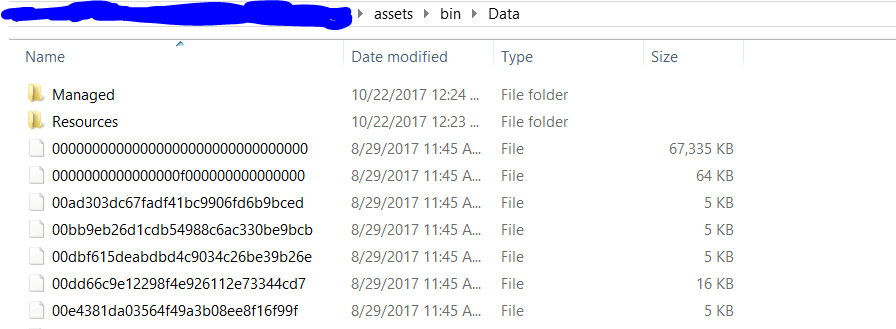 assets bin Data
Name Date modified Type Size
Managed 10/22/2017 12:24 ... File folder
Resources 10/22/2017 12:23 ... File folder
00000000000000000000000000000000 8/29/2017 11:45 A... File 67,335 KB
0000000000000000f000000000000000 8/29/2017 11:45 A... File 64 KB
00ad303dc67fadf41bc9906fd6b9bced 8/29/2017 11:45 A... File 5 KB
00bb9eb26d1cdb54988c6ac330be9bcb 8/29/2017 11:45 A... File 5 KB
00dbf615deabdbd4c9034c26be39b26e 8/29/2017 11:45 A... File 5 KB
00dd66c9e12298f4e926112e73344cd7 8/29/2017 11:45 A... File 16 KB
00e4381da03564f49a3b08ee8f16f99f 8/29/2017 11:45 A... File 5 KB